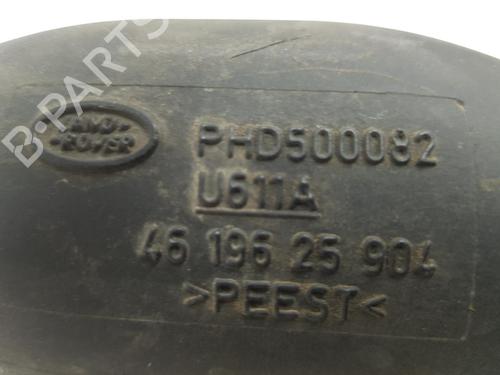 B-PARTS
LAND
ROVER
PHD500082
U611A
46 196 25 904
>PEEST<